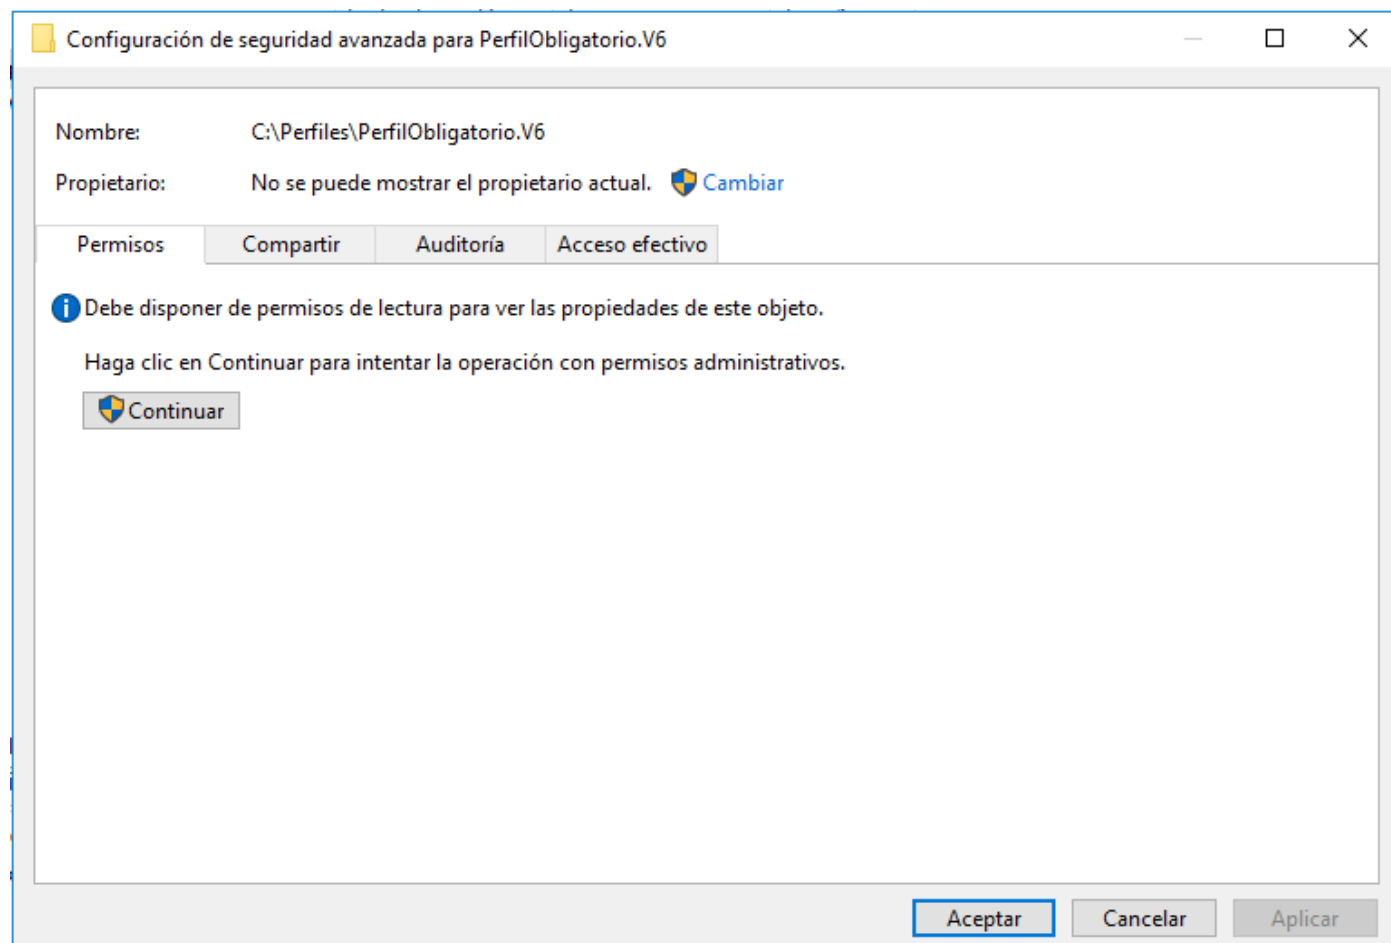 Configuración de seguridad avanzada para PerfilObligatorio.V6
Nombre: C:\Perfiles\PerfilObligatorio.V6
Propietario: No se puede mostrar el propietario actual. Cambiar
Permisos Compartir Auditoría Acceso efectivo
Debe disponer de permisos de lectura para ver las propiedades de este objeto.
Haga clic en Continuar para intentar la operación con permisos administrativos.
Continuar
Aceptar Cancelar Aplicar